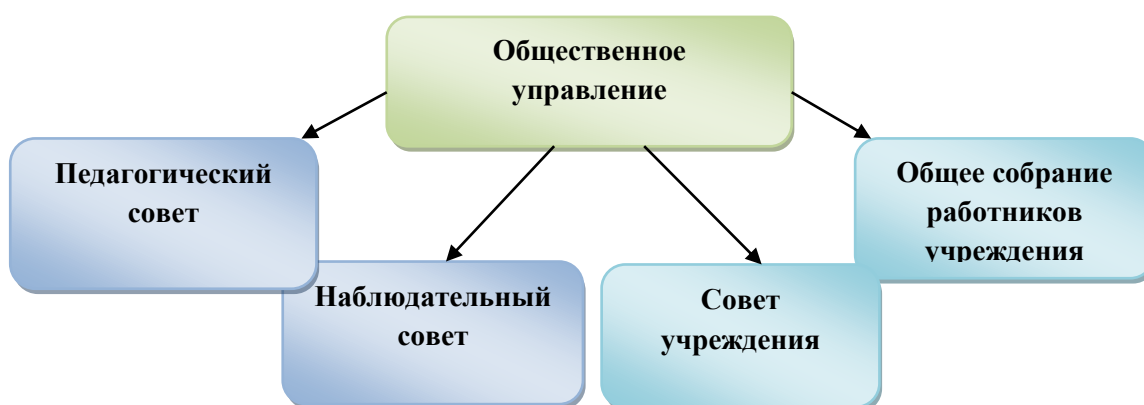 Общественное
управление
Педагогический
совет
Общее собрание
работников
учреждения
Наблюдательный
совет
Совет
учреждения